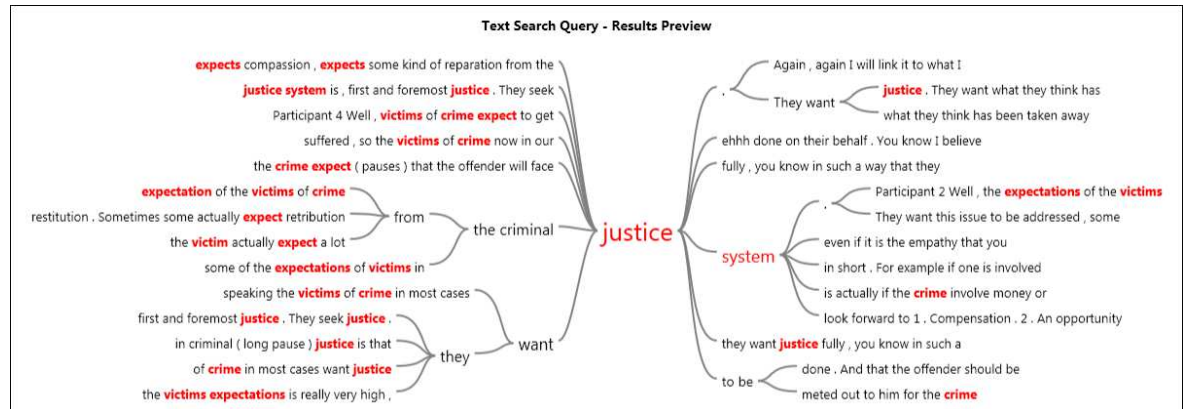 Text Search Query - Results Preview
expects compassion , expects some kind of reparation from the
justice system is , first and foremost justice . They seek
Participant 4 Well , victims of crime expect to get
suffered , so the victims of crime now in our
the crime expect ( pauses ) that the offender will face
expectation of the victims of crime
restitution . Sometimes some actually expect retribution
the victim actually expect a lot
from
some of the expectations of victims in
the criminal
speaking the victims of crime in most cases
first and foremost justice . They seek justice .
in criminal ( long pause ) justice is that
of crime in most cases want justice
the victims expectations is really very high ,
they
want
justice
.
Again , again I will link it to what I
They want
justice . They want what they think has
what they think has been taken away
ehhh done on their behalf . You know I believe
fully , you know in such a way that they
system
.
Participant 2 Well , the expectations of the victims
They want this issue to be addressed , some
even if it is the empathy that you
in short . For example if one is involved
is actually if the crime involve money or
look forward to 1 . Compensation . 2 . An opportunity
they want justice fully , you know in such a
to be
done . And that the offender should be
meted out to him for the crime